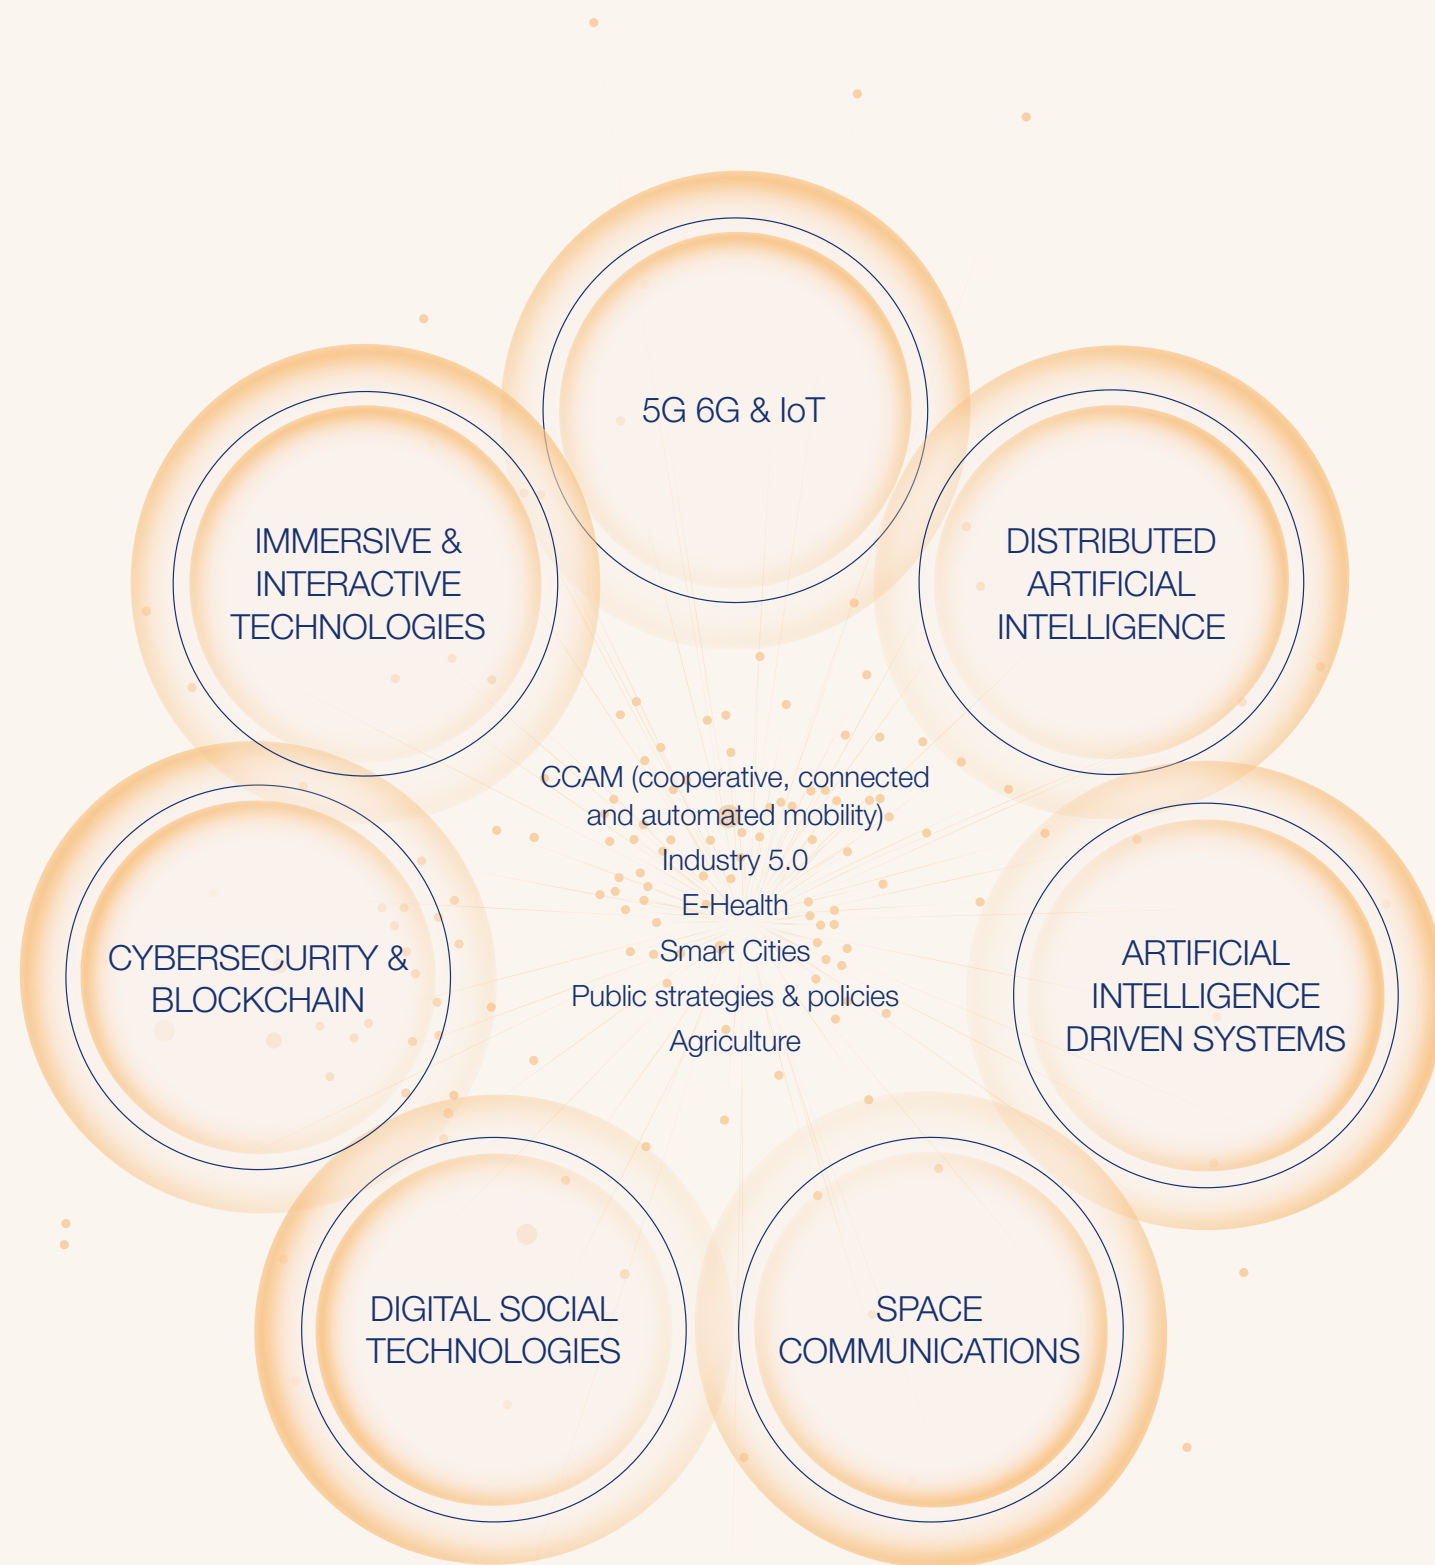 5G 6G & IoT
IMMERSIVE &
INTERACTIVE
TECHNOLOGIES
DISTRIBUTED
ARTIFICIAL
INTELLIGENCE
CCAM (cooperative, connected
and automated mobility)
Industry 5.0
E-Health
Smart Cities
Public strategies & policies
Agriculture
CYBERSECURITY &
BLOCKCHAIN
ARTIFICIAL
INTELLIGENCE
DRIVEN SYSTEMS
DIGITAL SOCIAL
TECHNOLOGIES
SPACE
COMMUNICATIONS